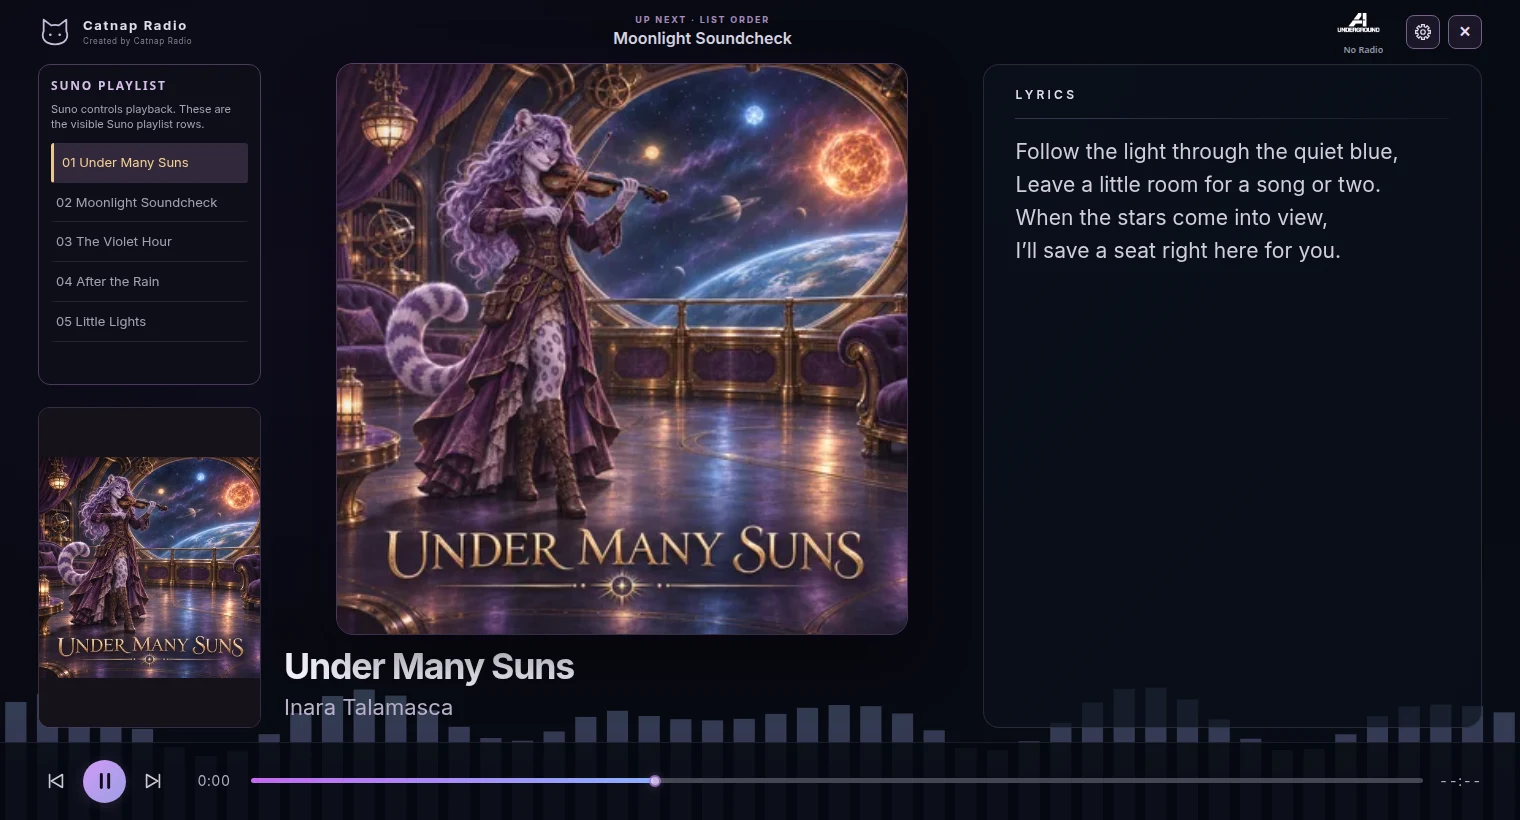 Catnap Radio
Created by Catnap Radio
UP NEXT · LIST ORDER
Moonlight Soundcheck
AI
UNDERGROUND
No Radio
×
SUNO PLAYLIST
Suno controls playback. These are
the visible Suno playlist rows.
01 Under Many Suns
02 Moonlight Soundcheck
03 The Violet Hour
04 After the Rain
05 Little Lights
UNDER MANY SUNS
UNDER MANY SUNS
Under Many Suns
Inara Talamasca
LYRICS
Follow the light through the quiet blue,
Leave a little room for a song or two.
When the stars come into view,
I’ll save a seat right here for you.
0:00
--:--